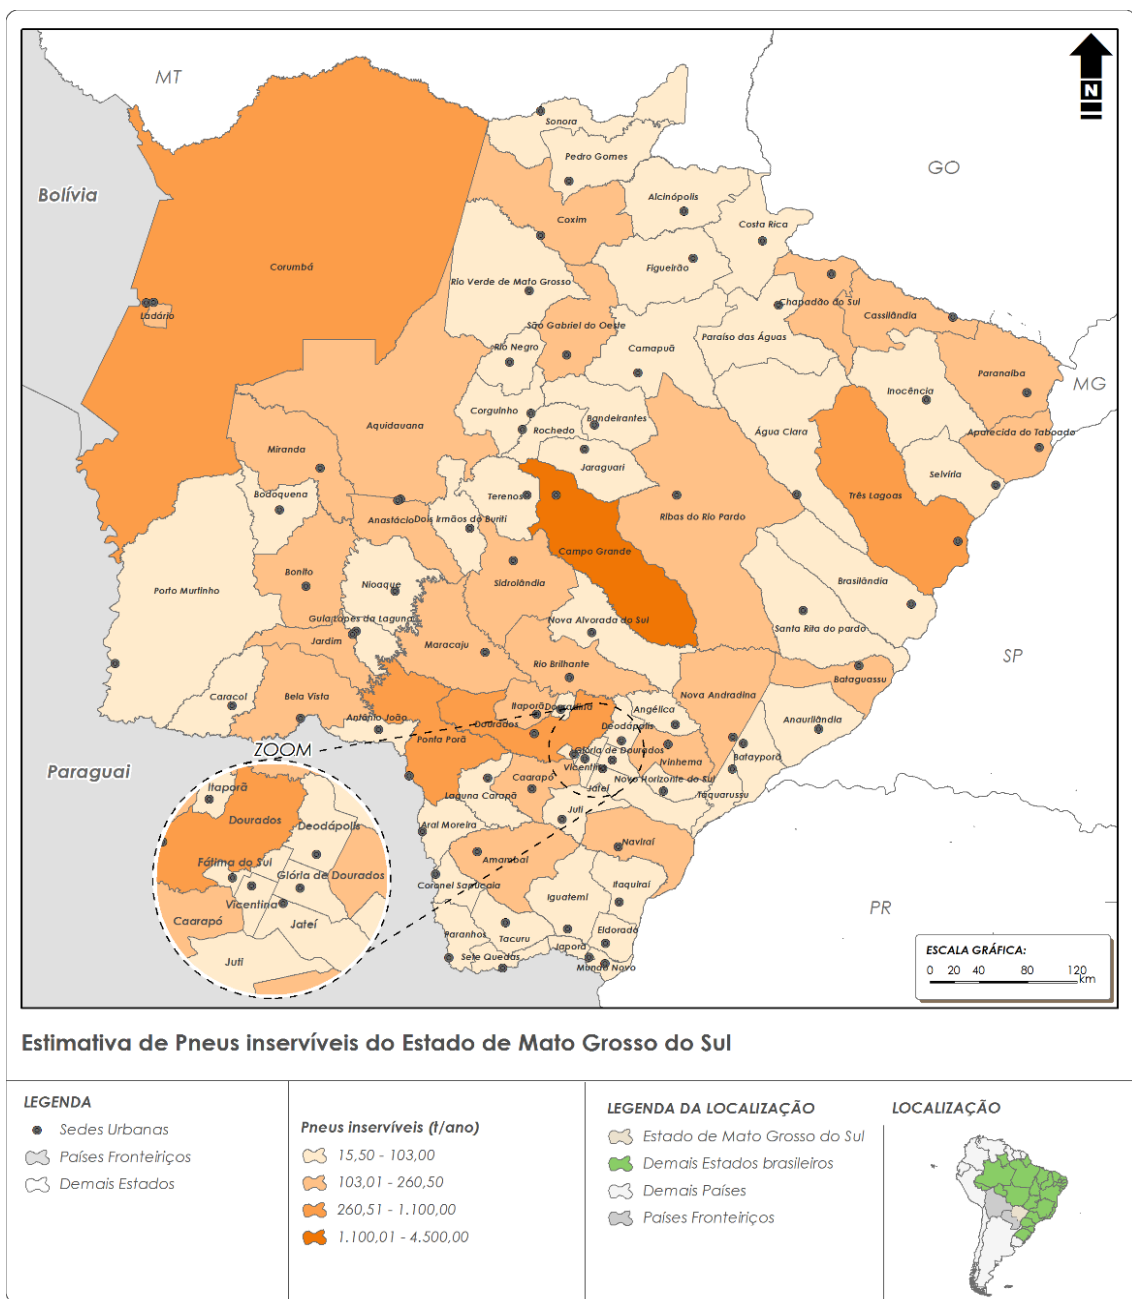 MT
N
Sonora
Pedro Gomes
GO
Bolívia
Alcinópolis
Coxim
Costa Rica
Corumbá
Figueirão
Rio Verde de Mato Grosso
Chapadão do Sul
Ladário
Cassilândia
São Gabriel do Oeste
Paraíso das Águas
Rio Negro
Camapuã
Paranaíba
MG
Inocência
Corguinho
Bandeirantes
Aquidauana
Rochedo
Água Clara
Aparecida do Taboado
Miranda
Jaraguari
Selvíria
Bodoquena
Terenos
Três Lagoas
Anastácio
Dois Irmãos do Buriti
Ribas do Rio Pardo
Campo Grande
Bonito
Nioaque
Sidrolândia
Brasilândia
Porto Murtinho
Guia Lopes da Laguna
Nova Alvorada do Sul
Santa Rita do pardo
Jardim
Maracaju
SP
Rio Brilhante
Bataguassu
Caracol
Bela Vista
Nova Andradina
Itaporã
Douradina
Angélica
Antônio João
Dourados
Deodápolis
Anaurilândia
Ponta Porã
ZOOM
Glória de Dourados
Ivinhema
Batayporã
Paraguai
Vicentina
Caarapó
Novo Horizonte do Sul
Jateí
Taquarussu
Laguna Carapã
Juti
Aral Moreira
Naviraí
Amambai
Coronel Sapucaia
Itaquiraí
Iguatemi
PR
Paranhos
Tacuru
Eldorado
Japorã
Sete Quedas
Mundo Novo
Itaporã
Dourados
Deodápolis
Fátima do Sul
Glória de Dourados
Vicentina
Caarapó
Jateí
Juti
ESCALA GRÁFICA:
0 20 40 80 120
km
Estimativa de Pneus inservíveis do Estado de Mato Grosso do Sul
LEGENDA
Sedes Urbanas
Países Fronteiriços
Demais Estados
Pneus inservíveis (t/ano)
15,50 - 103,00
103,01 - 260,50
260,51 - 1.100,00
1.100,01 - 4.500,00
LEGENDA DA LOCALIZAÇÃO
Estado de Mato Grosso do Sul
Demais Estados brasileiros
Demais Países
Países Fronteiriços
LOCALIZAÇÃO